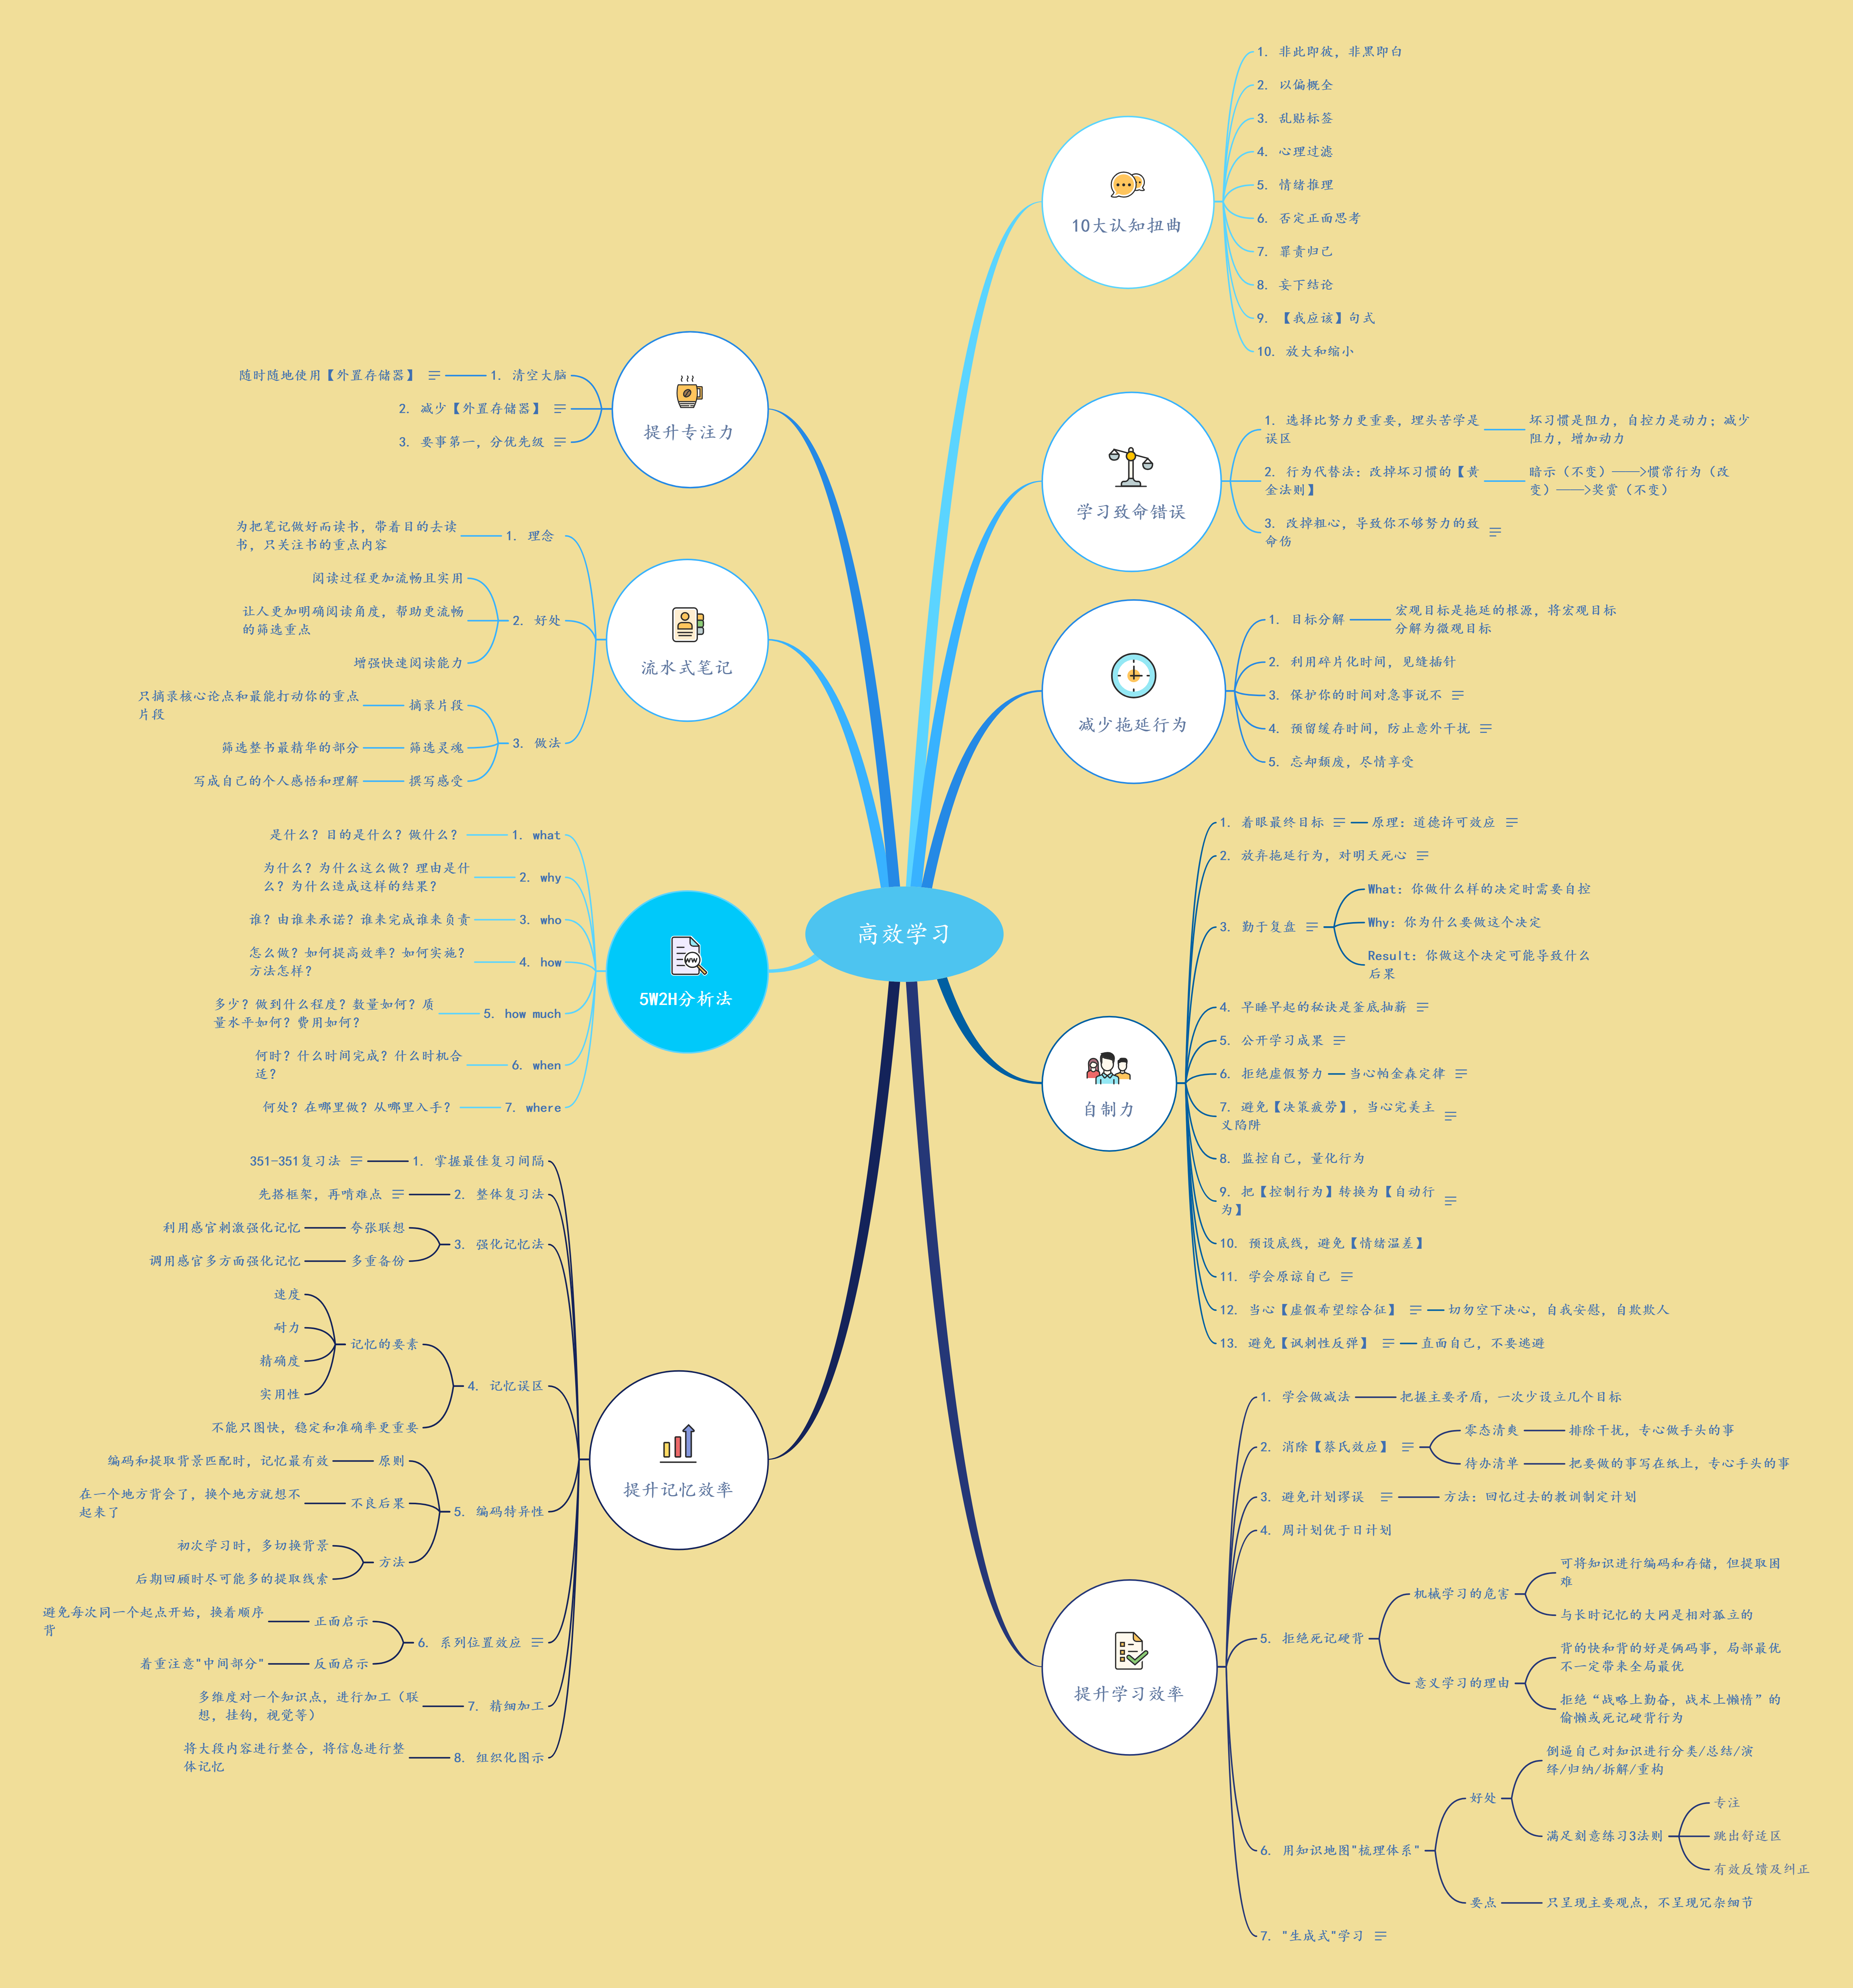 高效学习
10大认知扭曲
1. 非此即彼，非黑即白
2. 以偏概全
3. 乱贴标签
4. 心理过滤
5. 情绪推理
6. 否定正面思考
7. 罪责归己
8. 妄下结论
9. 【我应该】句式
10. 放大和缩小
学习致命错误
1. 选择比努力更重要，埋头苦学是
误区
坏习惯是阻力，自控力是动力；减少
阻力，增加动力
2. 行为代替法：改掉坏习惯的【黄
金法则】
暗示（不变）——>惯常行为（改
变）——>奖赏（不变）
3. 改掉粗心，导致你不够努力的致
命伤
减少拖延行为
1. 目标分解
宏观目标是拖延的根源，将宏观目标
分解为微观目标
2. 利用碎片化时间，见缝插针
3. 保护你的时间对急事说不
4. 预留缓存时间，防止意外干扰
5. 忘却颓废，尽情享受
自制力
1. 着眼最终目标
原理：道德许可效应
2. 放弃拖延行为，对明天死心
3. 勤于复盘
What：你做什么样的决定时需要自控
Why：你为什么要做这个决定
Result：你做这个决定可能导致什么
后果
4. 早睡早起的秘诀是釜底抽薪
5. 公开学习成果
6. 拒绝虚假努力
当心帕金森定律
7. 避免【决策疲劳】，当心完美主
义陷阱
8. 监控自己，量化行为
9. 把【控制行为】转换为【自动行
为】
10. 预设底线，避免【情绪温差】
11. 学会原谅自己
12. 当心【虚假希望综合征】
切勿空下决心，自我安慰，自欺欺人
13. 避免【讽刺性反弹】
直面自己，不要逃避
提升学习效率
1. 学会做减法
把握主要矛盾，一次少设立几个目标
2. 消除【蔡氏效应】
零态清爽
排除干扰，专心做手头的事
待办清单
把要做的事写在纸上，专心手头的事
3. 避免计划谬误
方法：回忆过去的教训制定计划
4. 周计划优于日计划
5. 拒绝死记硬背
机械学习的危害
可将知识进行编码和存储，但提取困
难
与长时记忆的大网是相对孤立的
意义学习的理由
背的快和背的好是俩码事，局部最优
不一定带来全局最优
拒绝“战略上勤奋，战术上懒惰”的
偷懒或死记硬背行为
6. 用知识地图"梳理体系"
好处
倒逼自己对知识进行分类/总结/演
绎/归纳/拆解/重构
满足刻意练习3法则
专注
跳出舒适区
有效反馈及纠正
要点
只呈现主要观点，不呈现冗杂细节
7. "生成式"学习
提升专注力
1. 清空大脑
随时随地使用【外置存储器】
2. 减少【外置存储器】
3. 要事第一，分优先级
流水式笔记
1. 理念
为把笔记做好而读书，带着目的去读
书，只关注书的重点内容
2. 好处
阅读过程更加流畅且实用
让人更加明确阅读角度，帮助更流畅
的筛选重点
增强快速阅读能力
3. 做法
摘录片段
只摘录核心论点和最能打动你的重点
片段
筛选灵魂
筛选整书最精华的部分
撰写感受
写成自己的个人感悟和理解
5W2H分析法
1. what
是什么？目的是什么？做什么？
2. why
为什么？为什么这么做？理由是什
么？为什么造成这样的结果？
3. who
谁？由谁来承诺？谁来完成谁来负责
4. how
怎么做？如何提高效率？如何实施？
方法怎样？
5. how much
多少？做到什么程度？数量如何？质
量水平如何？费用如何？
6. when
何时？什么时间完成？什么时机合
适？
7. where
何处？在哪里做？从哪里入手？
提升记忆效率
1. 掌握最佳复习间隔
351-351复习法
2. 整体复习法
先搭框架，再啃难点
3. 强化记忆法
夸张联想
利用感官刺激强化记忆
多重备份
调用感官多方面强化记忆
4. 记忆误区
记忆的要素
速度
耐力
精确度
实用性
不能只图快，稳定和准确率更重要
5. 编码特异性
原则
编码和提取背景匹配时，记忆最有效
不良后果
在一个地方背会了，换个地方就想不
起来了
方法
初次学习时，多切换背景
后期回顾时尽可能多的提取线索
6. 系列位置效应
正面启示
避免每次同一个起点开始，换着顺序
背
反面启示
着重注意"中间部分"
7. 精细加工
多维度对一个知识点，进行加工（联
想，挂钩，视觉等）
8. 组织化图示
将大段内容进行整合，将信息进行整
体记忆